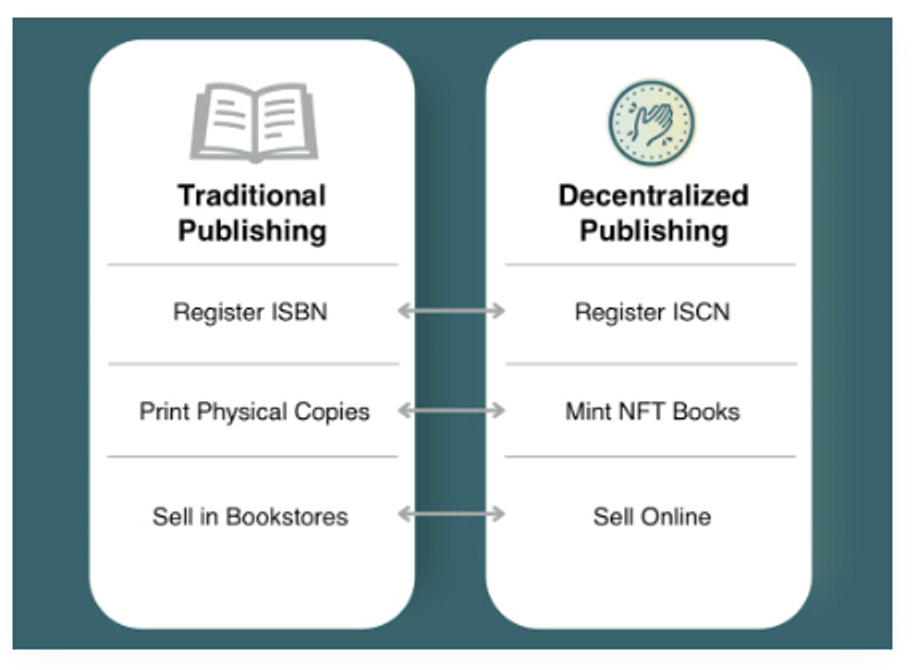 Traditional
Publishing
Register ISBN
Print Physical Copies
Sell in Bookstores
Decentralized
Publishing
Register ISCN
Mint NFT Books
Sell Online